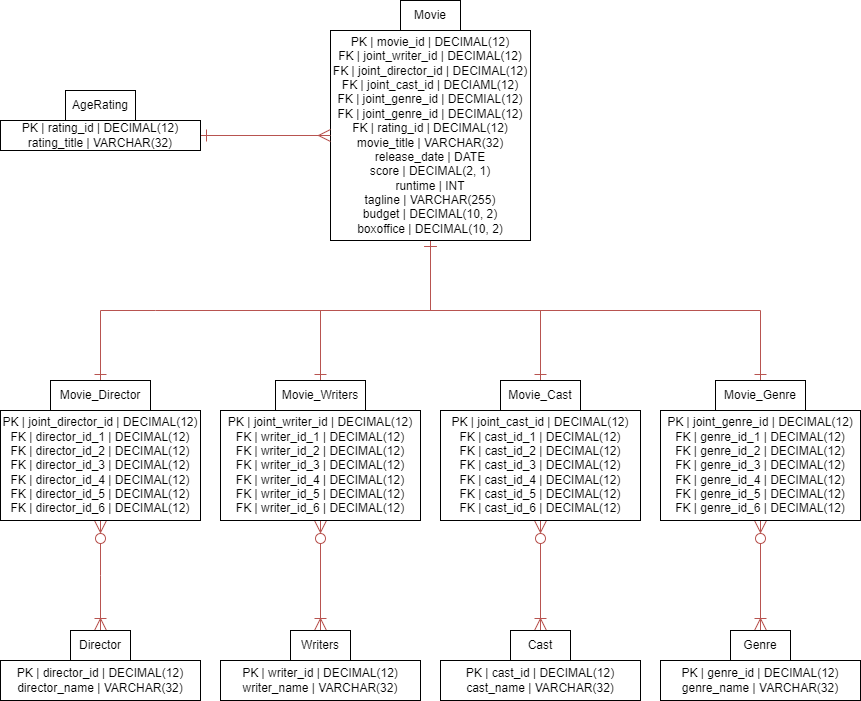 Movie
PK | movie_id | DECIMAL(12)
FK | joint_writer_id | DECIMAL(12)
FK | joint_director_id | DECIMAL(12)
FK | joint_cast_id | DECIAML(12)
FK | joint_genre_id | DECMIAL(12)
FK | joint_genre_id | DECIMAL(12)
FK | rating_id | DECIMAL(12)
movie_title | VARCHAR(32)
release_date | DATE
score | DECIMAL(2, 1)
runtime | INT
tagline | VARCHAR(255)
budget | DECIMAL(10, 2)
boxoffice | DECIMAL(10, 2)
AgeRating
PK | rating_id | DECIMAL(12)
rating_title | VARCHAR(32)
Movie_Director
PK | joint_director_id | DECIMAL(12)
FK | director_id_1 | DECIMAL(12)
FK | director_id_2 | DECIMAL(12)
FK | director_id_3 | DECIMAL(12)
FK | director_id_4 | DECIMAL(12)
FK | director_id_5 | DECIMAL(12)
FK | director_id_6 | DECIMAL(12)
Movie_Writers
PK | joint_writer_id | DECIMAL(12)
FK | writer_id_1 | DECIMAL(12)
FK | writer_id_2 | DECIMAL(12)
FK | writer_id_3 | DECIMAL(12)
FK | writer_id_4 | DECIMAL(12)
FK | writer_id_5 | DECIMAL(12)
FK | writer_id_6 | DECIMAL(12)
Movie_Cast
PK | joint_cast_id | DECIMAL(12)
FK | cast_id_1 | DECIMAL(12)
FK | cast_id_2 | DECIMAL(12)
FK | cast_id_3 | DECIMAL(12)
FK | cast_id_4 | DECIMAL(12)
FK | cast_id_5 | DECIMAL(12)
FK | cast_id_6 | DECIMAL(12)
Movie_Genre
PK | joint_genre_id | DECIMAL(12)
FK | genre_id_1 | DECIMAL(12)
FK | genre_id_2 | DECIMAL(12)
FK | genre_id_3 | DECIMAL(12)
FK | genre_id_4 | DECIMAL(12)
FK | genre_id_5 | DECIMAL(12)
FK | genre_id_6 | DECIMAL(12)
Director
PK | director_id | DECIMAL(12)
director_name | VARCHAR(32)
Writers
PK | writer_id | DECIMAL(12)
writer_name | VARCHAR(32)
Cast
PK | cast_id | DECIMAL(12)
cast_name | VARCHAR(32)
Genre
PK | genre_id | DECIMAL(12)
genre_name | VARCHAR(32)